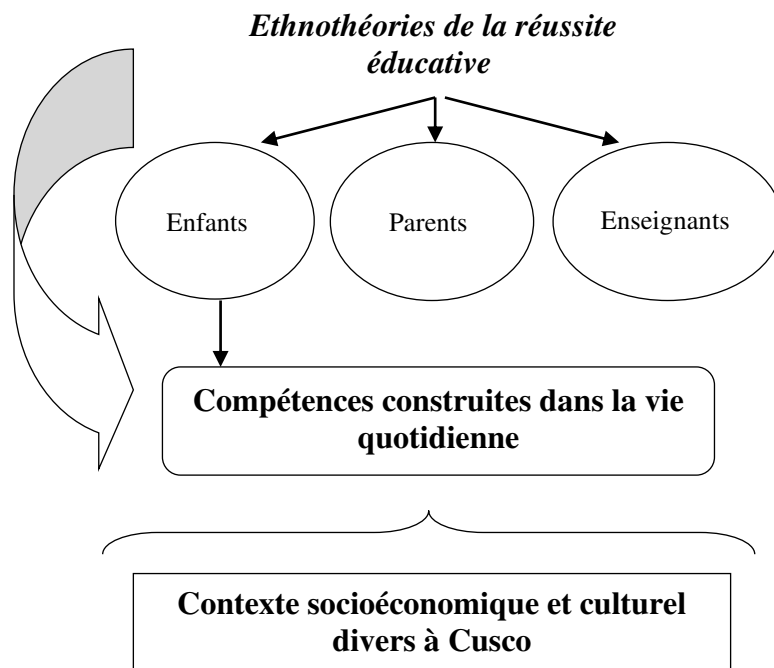 Ethnothéories de la réussite
éducative
Enfants
Parents
Enseignants
Compétences construites dans la vie
quotidienne
Contexte socioéconomique et culturel
divers à Cusco